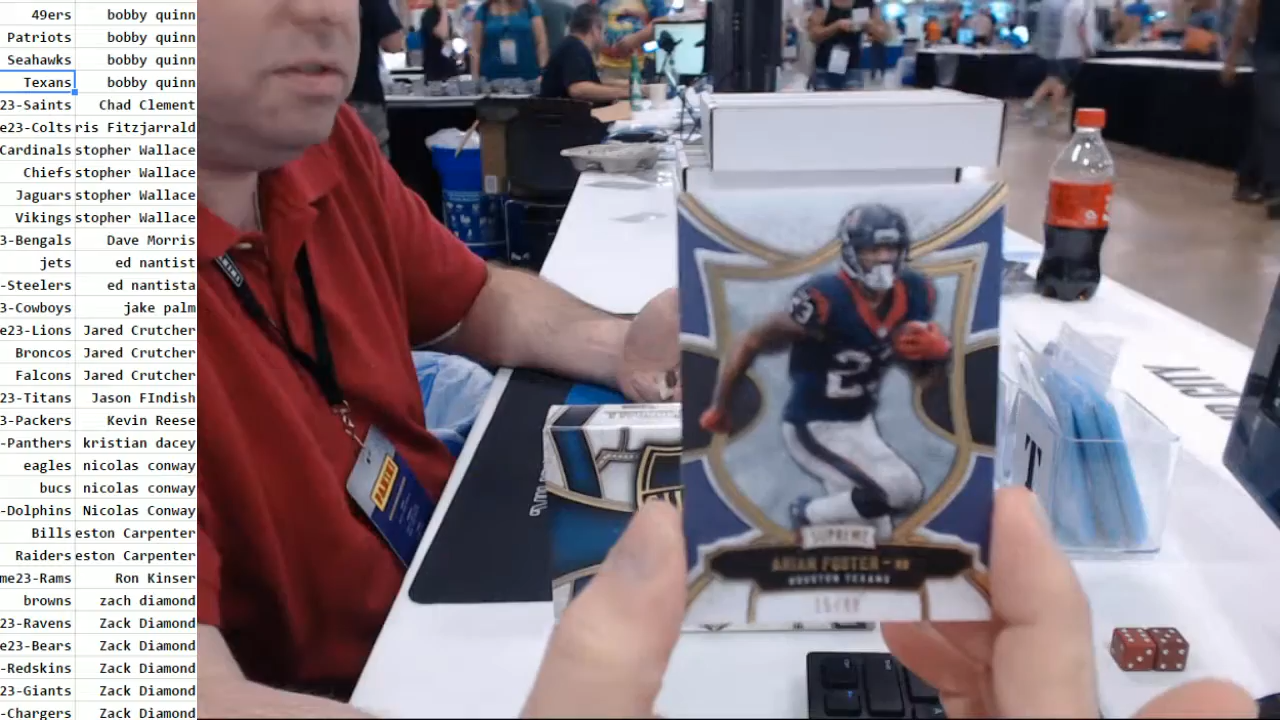 49ers bobby quinn
Patriots bobby quinn
Seahawks bobby quinn
Texans bobby quinn
23-Saints Chad Clement
e23-Colts ris Fitzjarrald
Cardinals stopher Wallace
Chiefs stopher Wallace
Jaguars stopher Wallace
Vikings stopher Wallace
3-Bengals Dave Morris
jets ed nantist
-Steelers ed nantista
3-Cowboys jake palm
e23-Lions Jared Crutcher
Broncos Jared Crutcher
Falcons Jared Crutcher
23-Titans Jason FIndish
3-Packers Kevin Reese
-Panthers kristian dacey
eagles nicolas conway
bucs nicolas conway
-Dolphins Nicolas Conway
Bills eston Carpenter
Raiders eston Carpenter
me23-Rams Ron Kinser
browns zach diamond
23-Ravens Zack Diamond
e23-Bears Zack Diamond
-Redskins Zack Diamond
-Giants Zack Diamond
-Chargers Zack Diamond
PANINI
23
SUPREME
ARIAN FOSTER - RB
HOUSTON TEXANS
T